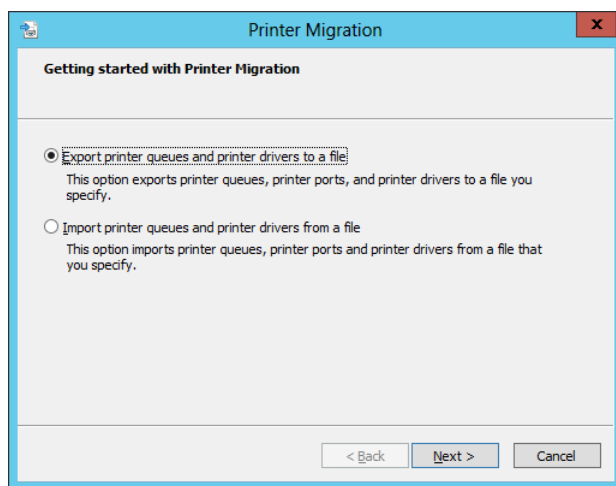 Printer Migration
x
Getting started with Printer Migration
Export printer queues and printer drivers to a file
This option exports printer queues, printer ports, and printer drivers to a file you
specify.
Import printer queues and printer drivers from a file
This option imports printer queues, printer ports and printer drivers from a file that
you specify.
< Back Next > Cancel